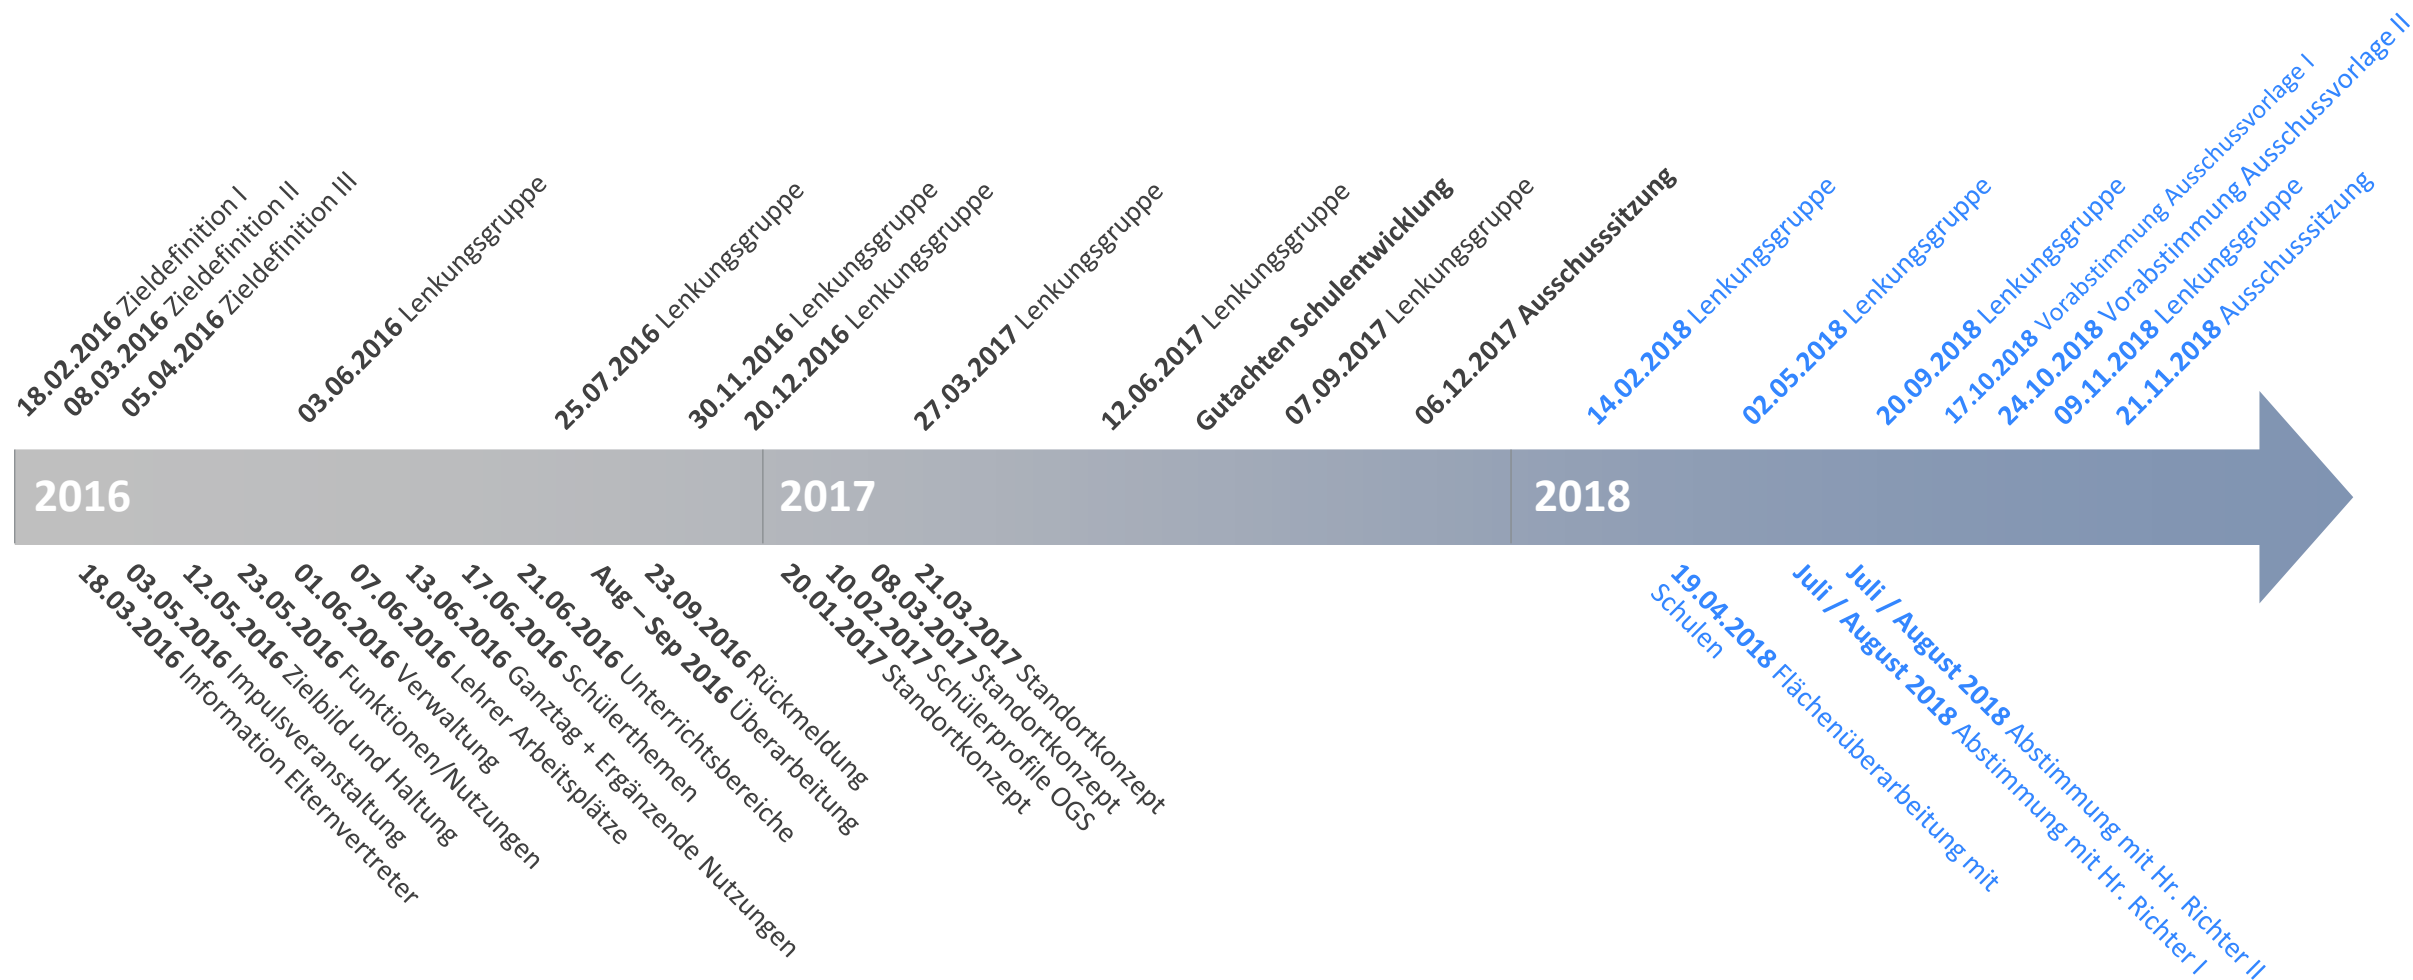 18.02.2016 Zieldefinition I
08.03.2016 Zieldefinition II
05.04.2016 Zieldefinition III
03.06.2016 Lenkungsgruppe
25.07.2016 Lenkungsgruppe
30.11.2016 Lenkungsgruppe
20.12.2016 Lenkungsgruppe
27.03.2017 Lenkungsgruppe
12.06.2017 Lenkungsgruppe
Gutachten Schulentwicklung
07.09.2017 Lenkungsgruppe
06.12.2017 Ausschusssitzung
14.02.2018 Lenkungsgruppe
02.05.2018 Lenkungsgruppe
20.09.2018 Lenkungsgruppe
17.10.2018 Vorabstimmung Ausschussvorlage I
24.10.2018 Vorabstimmung Ausschussvorlage II
09.11.2018 Lenkungsgruppe
21.11.2018 Ausschusssitzung
2016
2017
2018
18.03.2016 Information Elternvertreter
03.05.2016 Impulsveranstaltung
12.05.2016 Zielbild und Haltung
23.05.2016 Funktionen/Nutzungen
01.06.2016 Verwaltung
07.06.2016 Lehrer Arbeitsplätze
13.06.2016 Ganztag + Ergänzende Nutzungen
17.06.2016 Schülerthemen
21.06.2016 Unterrichtsbereiche
Aug – Sep 2016 Überarbeitung
23.09.2016 Rückmeldung
20.01.2017 Standortkonzept
10.02.2017 Schülerprofile OGS
08.03.2017 Standortkonzept
21.03.2017 Standortkonzept
19.04.2018 Flächenüberarbeitung mit
Schulen
Juli / August 2018 Abstimmung mit Hr. Richter I
Juli / August 2018 Abstimmung mit Hr. Richter II